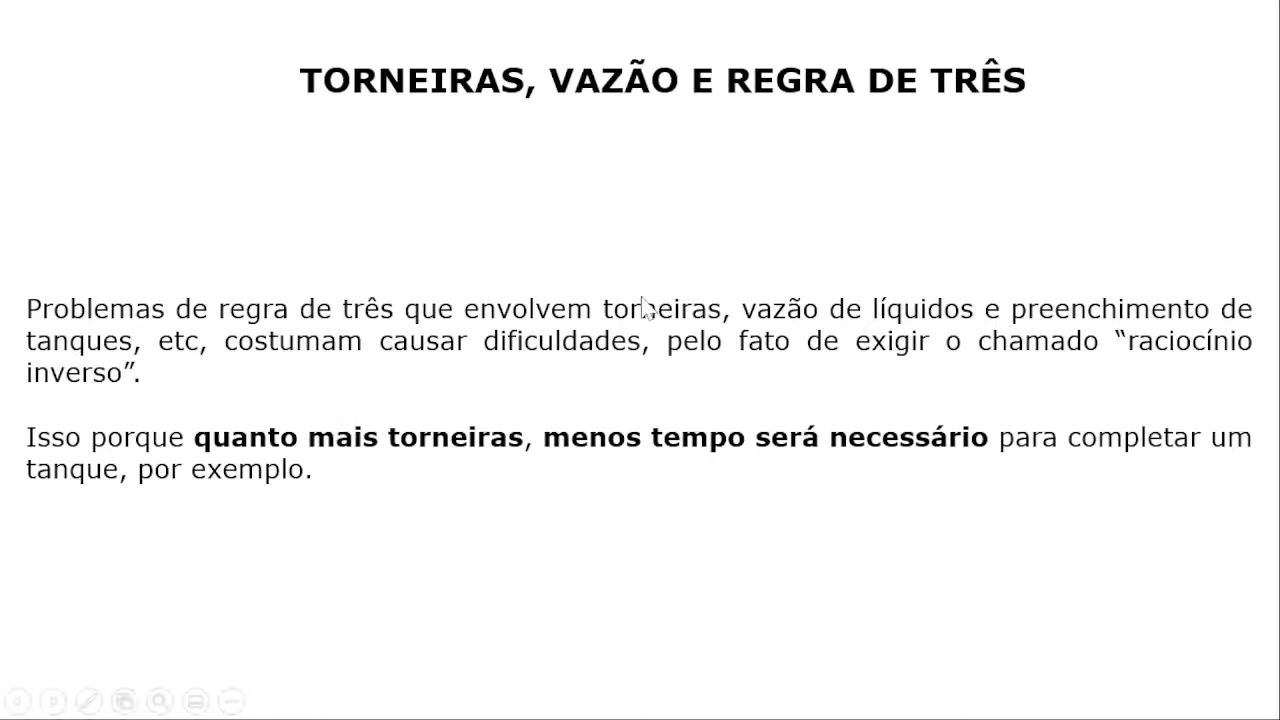 TORNEIRAS, VAZÃO E REGRA DE TRÊS
Problemas de regra de três que envolvem torneiras, vazão de líquidos e preenchimento de
tanques, etc, costumam causar dificuldades, pelo fato de exigir o chamado “raciocínio
inverso”.
Isso porque quanto mais torneiras, menos tempo será necessário para completar um
tanque, por exemplo.